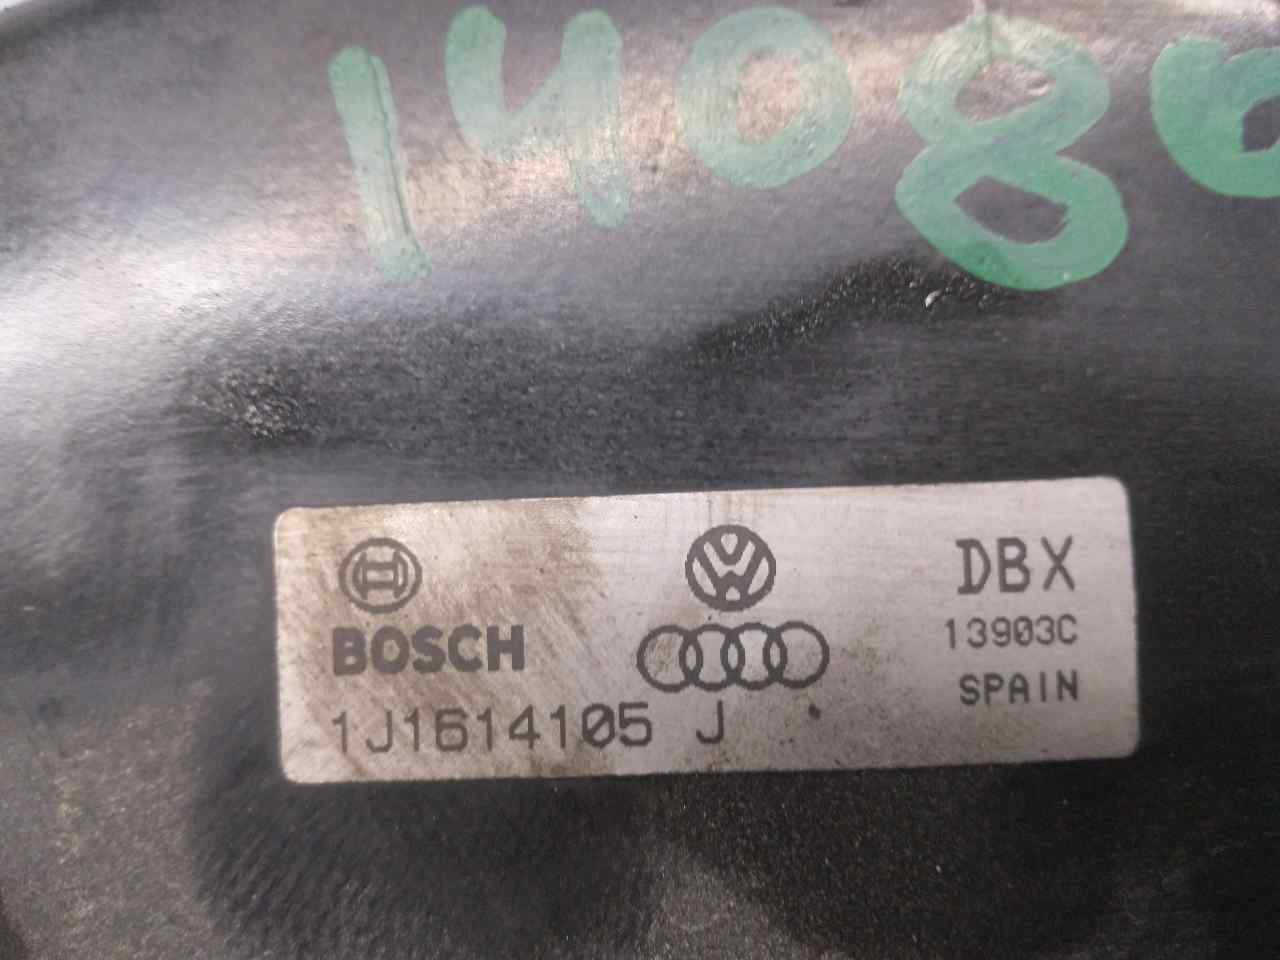 1408
DBX
BOSCH
13903C
SPAIN
1J1614105 J